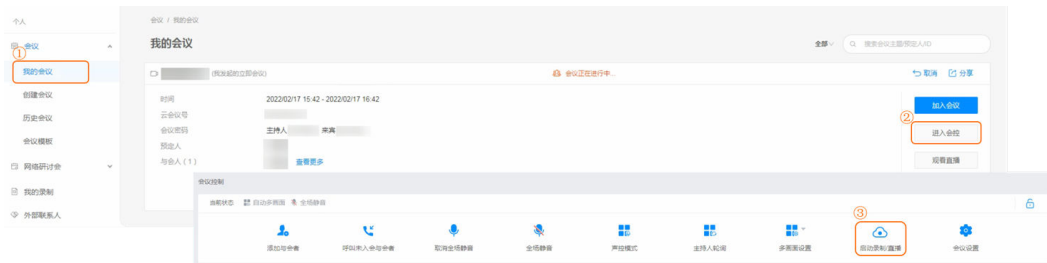 个人
会议 / 我的会议
会议
①
我的会议
全部
搜索会议主题/预定人/ID
我的会议
(我发起的立即会议)
会议正在进行中...
取消
分享
创建会议
时间
2022/02/17 15:42 - 2022/02/17 16:42
加入会议
历史会议
云会议号
②
会议密码
主持人
来宾
进入会控
会议模板
预定人
网络研讨会
与会人 ( 1 )
查看更多
观看直播
我的录制
外部联系人
会议控制
当前状态
自动多画面
全场静音
③
添加与会者
呼叫未入会与会者
取消全场静音
全场静音
声控模式
主持人轮询
多画面设置
启动录制/直播
会议设置